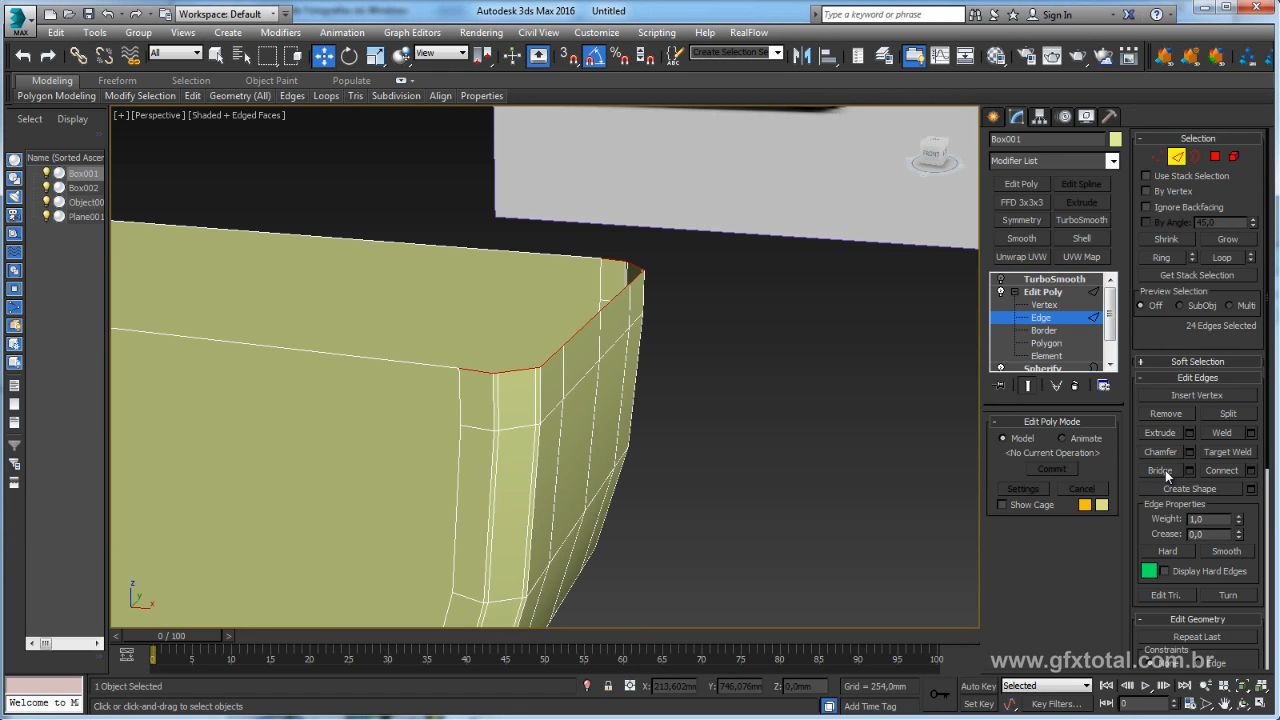 MAX
Workspace: Default
Autodesk 3ds Max 2016
Untitled
Type a keyword or phrase
Sign In
Edit Tools Group Views Create Modifiers Animation Graph Editors Rendering Civil View Customize Scripting Help RealFlow
All
View
Create Selection Se
Modeling Freeform Selection Object Paint Populate
Polygon Modeling Modify Selection Edit Geometry (All) Edges Loops Tris Subdivision Align Properties
Select Display
Name (Sorted Ascen
Box001
Box002
Object00
Plane001
[+] [Perspective] [Shaded + Edged Faces]
FRONT
z
y
x
Box001
Modifier List
Edit Poly Edit Spline
FFD 3x3x3 Extrude
Symmetry TurboSmooth
Smooth Shell
Unwrap UVW UVW Map
TurboSmooth
Edit Poly
Vertex
Edge
Border
Polygon
Element
Spherify
Edit Poly Mode
Model Animate
<No Current Operation>
Commit
Settings Cancel
Show Cage
Selection
Use Stack Selection
By Vertex
Ignore Backfacing
By Angle: 45,0
Shrink Grow
Ring Loop
Get Stack Selection
Preview Selection
Off SubObj Multi
24 Edges Selected
Soft Selection
Edit Edges
Insert Vertex
Remove Split
Extrude Weld
Chamfer Target Weld
Bridge Connect
Create Shape
Edge Properties
Weight: 1,0
Crease: 0,0
Hard Smooth
Display Hard Edges
Edit Tri. Turn
Edit Geometry
Repeat Last
Constraints
Edge
0 / 100
0 5 10 15 20 25 30 35 40 45 50 55 60 65 70 75 80 85 90 95 100
www.gfxtotal.com.br
Welcome to M
1 Object Selected
Click or click-and-drag to select objects
X: 213,602mm Y: 746,076mm Z: 0,0mm
Grid = 254,0mm
Add Time Tag
Auto Key Selected
Set Key Key Filters...
0